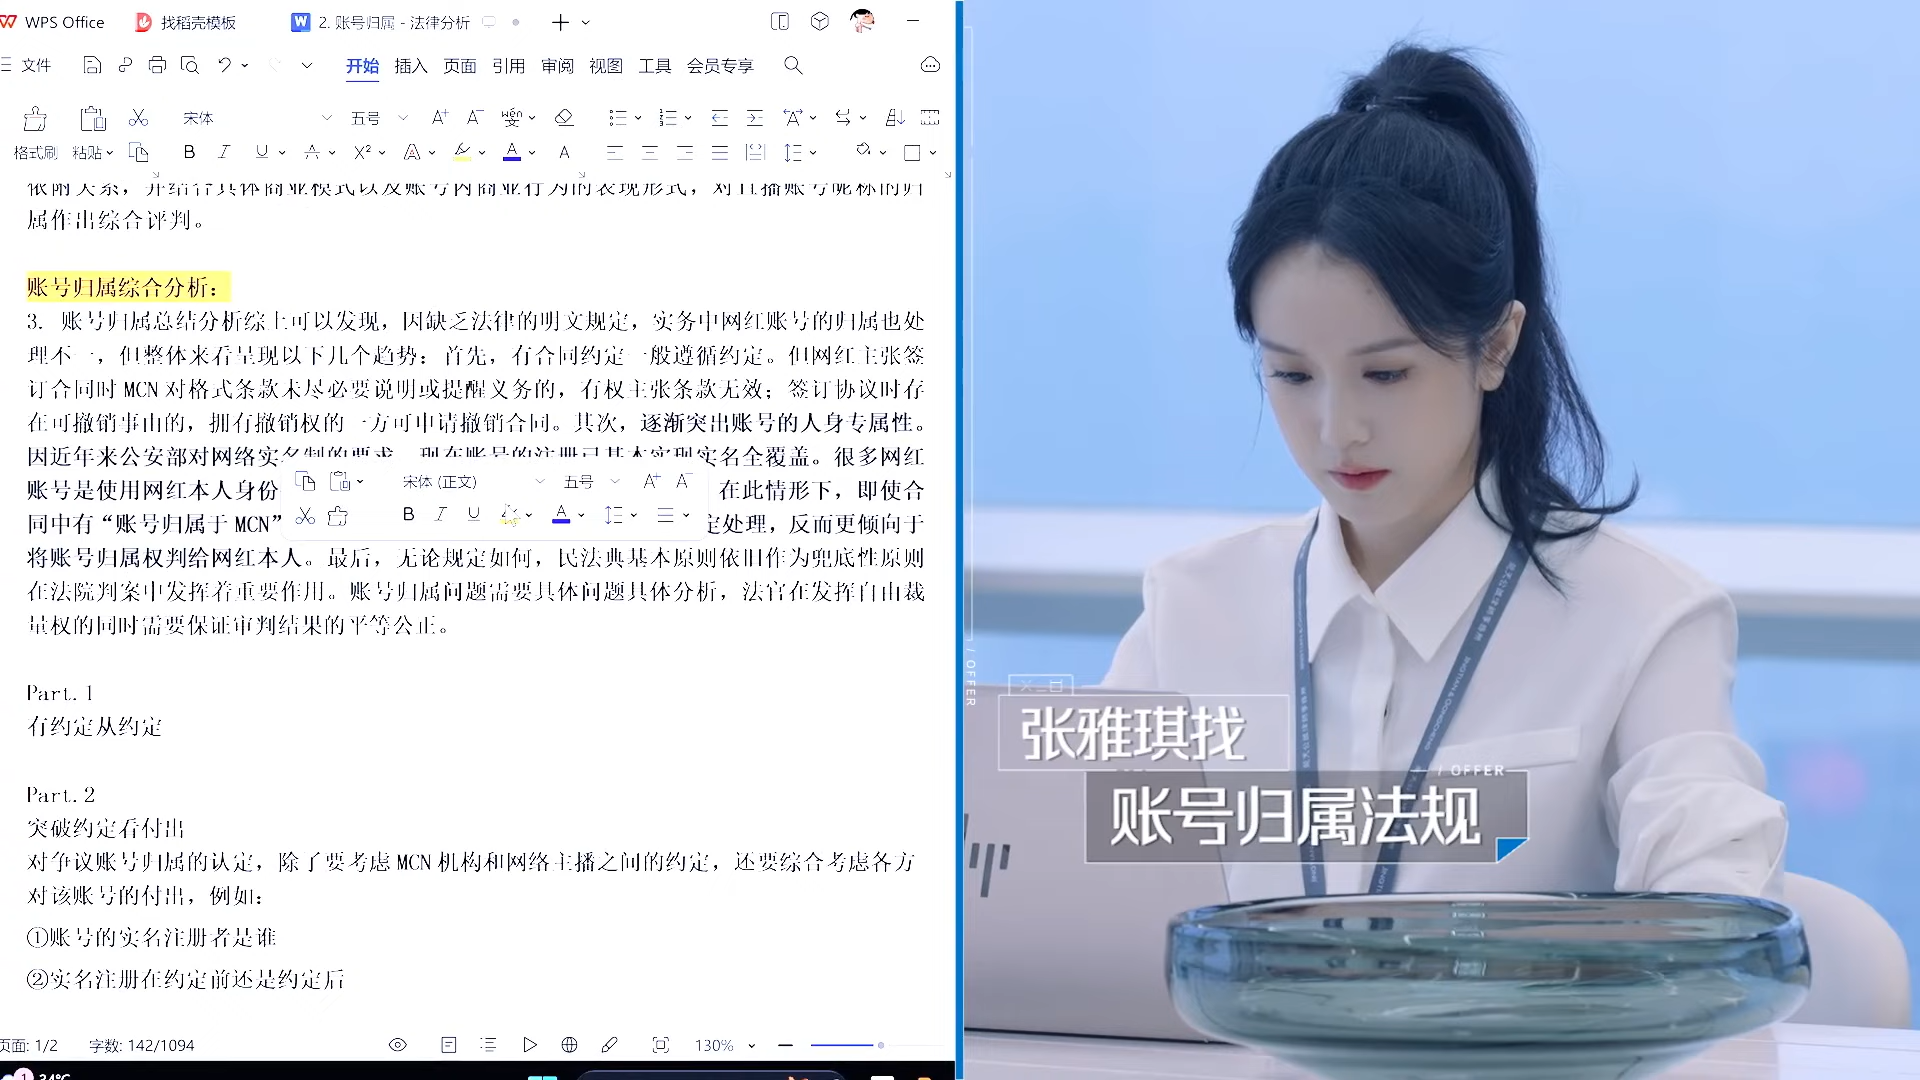 WPS Office
找稻壳模板
2. 账号归属 - 法律分析
文件
开始 插入 页面 引用 审阅 视图 工具 会员专享
宋体
五号
格式刷 粘贴
属作出综合评判。
账号归属综合分析：
3. 账号归属总结分析综上可以发现，因缺乏法律的明文规定，实务中网红账号的归属也处
理不一，但整体来看呈现以下几个趋势：首先，有合同约定一般遵循约定。但网红主张签
订合同时 MCN 对格式条款未尽必要说明或提醒义务的，有权主张条款无效；签订协议时存
在可撤销事由的，拥有撤销权的一方可申请撤销合同。其次，逐渐突出账号的人身专属性。
因近年来公安部对网络实名制的要求，现在账号的注册已基本实现实名全覆盖。很多网红
账号是使用网红本人身份
在此情形下，即使合
同中有“账号归属于 MCN”
定处理，反而更倾向于
宋体 (正文)
五号
将账号归属权判给网红本人。最后，无论规定如何，民法典基本原则依旧作为兜底性原则
在法院判案中发挥着重要作用。账号归属问题需要具体问题具体分析，法官在发挥自由裁
量权的同时需要保证审判结果的平等公正。
Part.1
有约定从约定
Part.2
突破约定看付出
对争议账号归属的认定，除了要考虑 MCN 机构和网络主播之间的约定，还要综合考虑各方
对该账号的付出，例如：
①账号的实名注册者是谁
②实名注册在约定前还是约定后
页面: 1/2
字数: 142/1094
130%
34°C
/ OFFER
张雅琪找
/ OFFER
账号归属法规